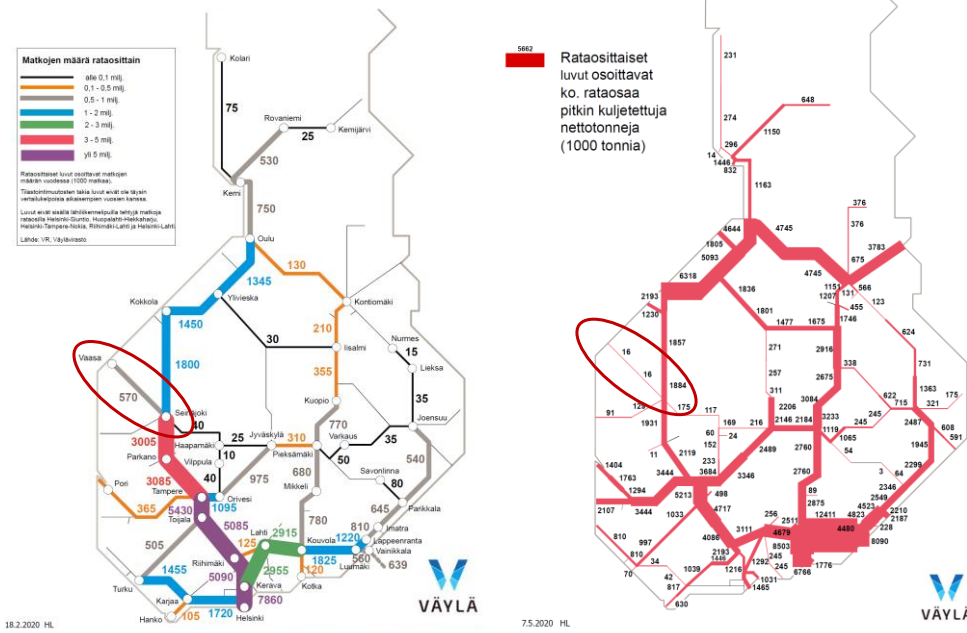 Matkojen määrä rataosittain
alle 0,1 milj.
0,1 - 0,5 milj.
0,5 - 1 milj.
1 - 2 milj.
2 - 3 milj.
3 - 5 milj.
yli 5 milj.
Rataosittaiset luvut osoittavat matkojen
määrän vuodessa (1000 matkaa).
Tilastointimuutosten takia luvut eivät ole täysin
vertailukelpoisia aikaisempien vuosien kanssa.
Luvut eivät sisällä lähiliikennelipuilla tehtyjä matkoja
rataosilla Helsinki-Siuntio, Huopalahti-Hiekkaharju,
Helsinki-Tampere-Nokia, Riihimäki-Lahti ja Helsinki-Lahti.
Lähde: VR, Väylävirasto
Kolari
75
Rovaniemi
25
Kemijärvi
530
Kemi
750
Oulu
1345
130
Kokkola
Ylivieska
Kontiomäki
1450
210
30
Iisalmi
Nurmes
15
Vaasa
1800
355
Lieksa
570
Kuopio
35
Seinäjoki
40
770
Joensuu
3005
Haapamäki
25
Jyväskylä
310
Varkaus
35
Parkano
10
Pieksämäki
50
Vilppula
975
680
Savonlinna
540
3085
40
Mikkeli
80
Pori
Tampere
Orivesi
365
1095
645
Parikkala
5430
780
Imatra
Toijala
5085
Lahti
2915
810
Lappeenranta
505
125
Kouvola
1220
Vainikkala
Riihimäki
1825
560
Luumäki
639
Turku
1455
5090
2955
120
Kerava
Kotka
Karjaa
7860
Hanko
105
1720
Helsinki
VÄYLÄ
18.2.2020 HL
5662
Rataosittaiset
luvut osoittavat
ko. rataosaa
pitkin kuljetettuja
nettotonneja
(1000 tonnia)
231
648
274
1150
296
14
1446
832
1163
376
4644
4745
376
1805
5093
3783
6318
4745
675
2193
1836
1151
131
566
1230
1207
455
123
1801
1477
1675
1746
624
1857
271
2916
16
338
731
16
257
2675
1884
311
1363
175
622
129
175
117
2206
3084
715
321
91
169
216
2146
2184
3233
245
2487
1931
60
24
1119
245
608
152
1065
1945
591
11
2119
233
2489
2760
54
1404
3684
3
2299
1763
3444
3346
2760
64
2346
1294
5213
498
89
2549
2107
3444
4717
2875
4523
2210
1033
256
2511
12411
4823
2187
810
997
3111
4679
4480
228
4086
8503
8090
810
2193
1292
245
1776
34
1446
245
6766
70
42
1039
1216
1031
817
1465
630
VÄYLÄ
7.5.2020 HL